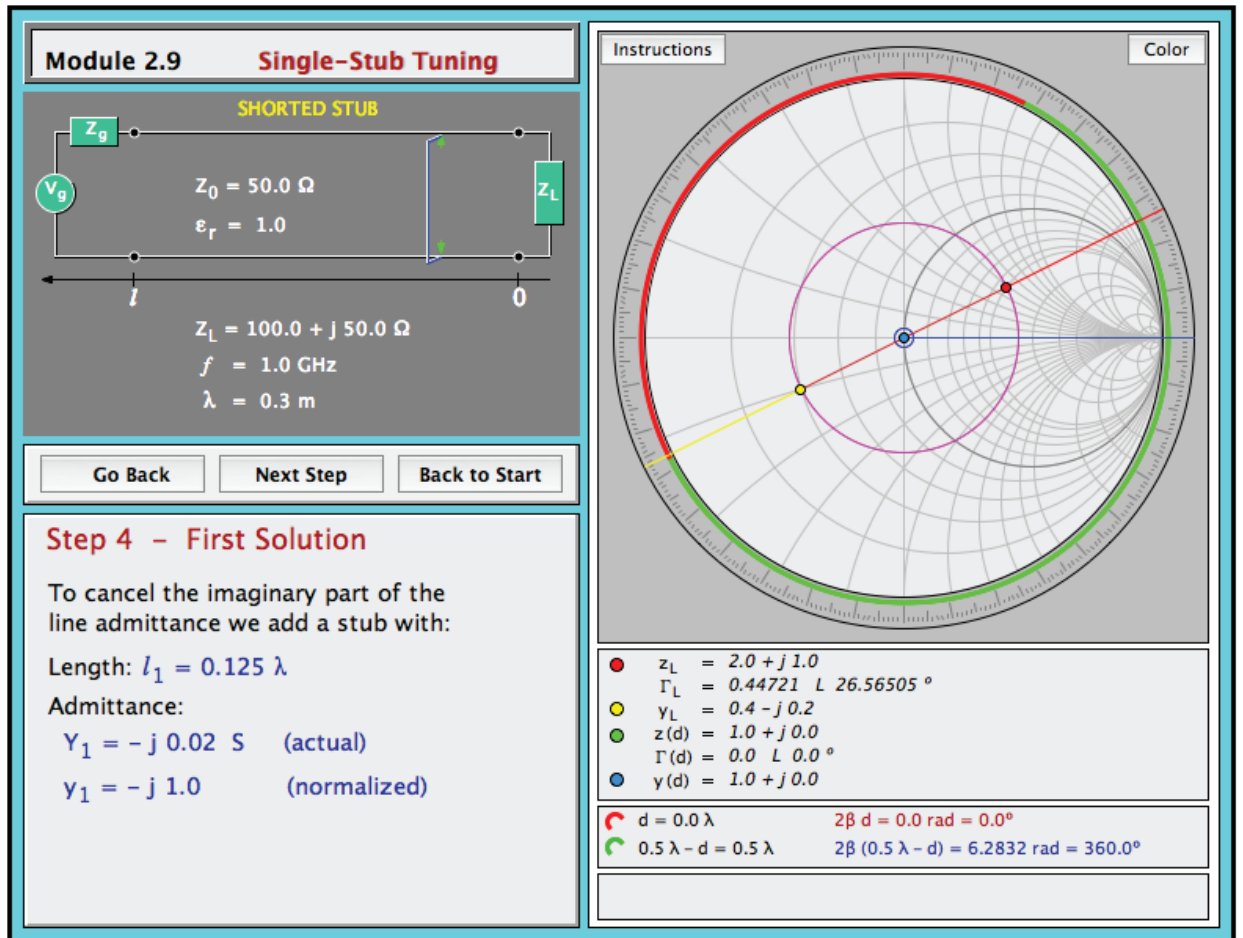 Module 2.9 Single-Stub Tuning
SHORTED STUB
Zg
Vg
Z0 = 50.0 Ω
εr = 1.0
ZL
l 0
ZL = 100.0 + j 50.0 Ω
f = 1.0 GHz
λ = 0.3 m
Go Back Next Step Back to Start
Step 4 – First Solution
To cancel the imaginary part of the
line admittance we add a stub with:
Length: l1 = 0.125 λ
Admittance:
Y1 = – j 0.02 S (actual)
y1 = – j 1.0 (normalized)
Instructions Color
zL = 2.0 + j 1.0
ΓL = 0.44721 L 26.56505 º
yL = 0.4 – j 0.2
z(d) = 1.0 + j 0.0
Γ(d) = 0.0 L 0.0 º
y(d) = 1.0 + j 0.0
d = 0.0 λ 2β d = 0.0 rad = 0.0º
0.5 λ – d = 0.5 λ 2β (0.5 λ – d) = 6.2832 rad = 360.0º